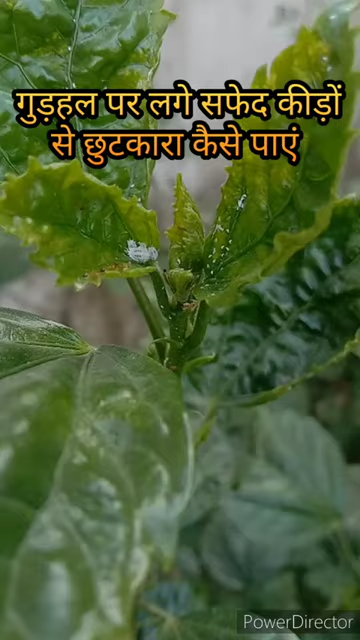 गुड़हल पर लगे सफेद कीड़ों
से छुटकारा कैसे पाएं
PowerDirector